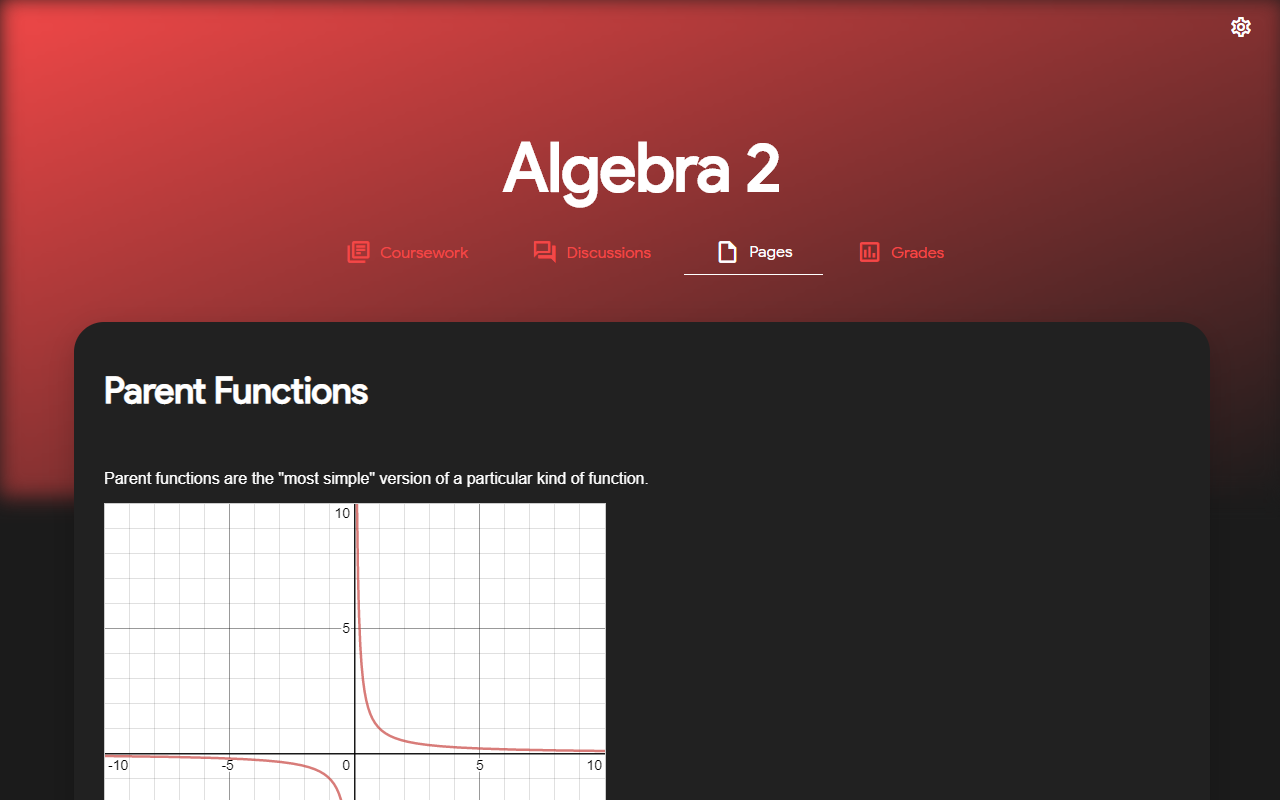 Algebra 2
Coursework Discussions Pages Grades
Parent Functions
Parent functions are the "most simple" version of a particular kind of function.
10
5
-10 -5 0 5 10